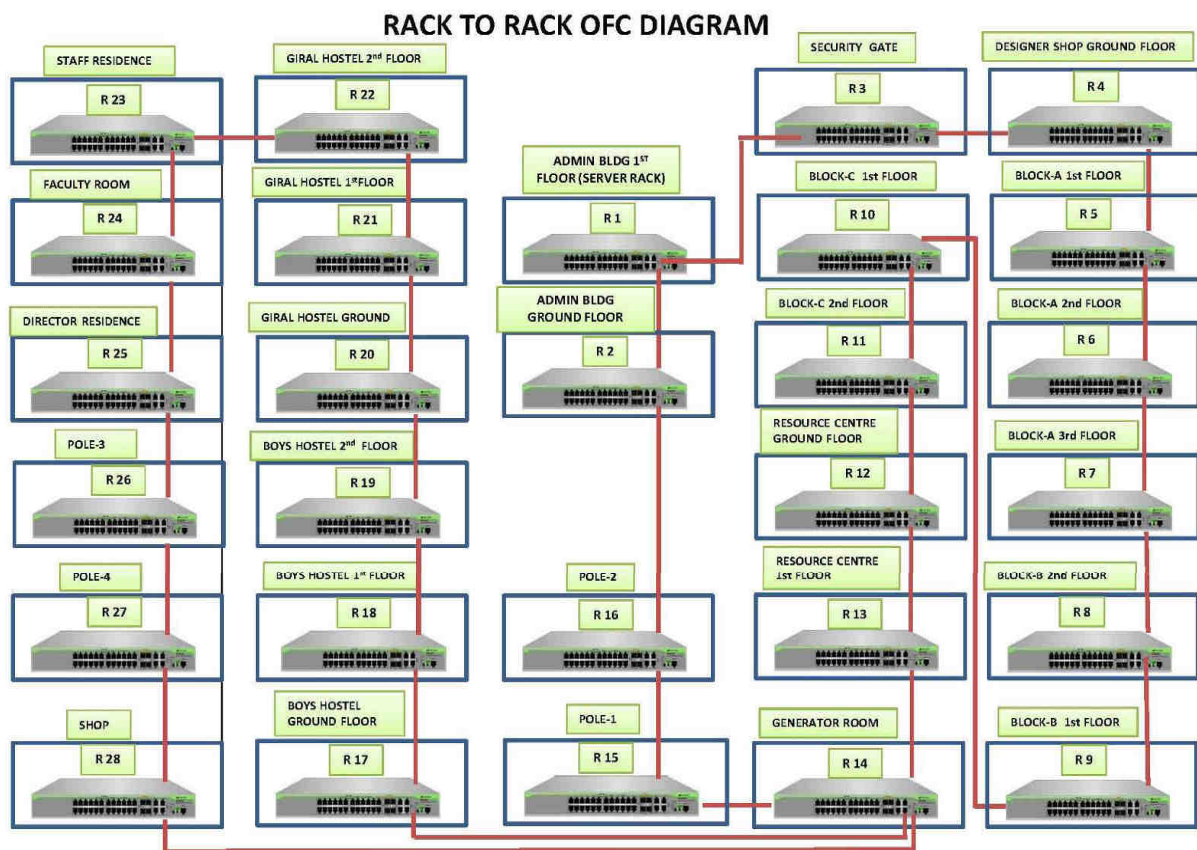 RACK TO RACK OFC DIAGRAM
STAFF RESIDENCE
R 23
FACULTY ROOM
R 24
DIRECTOR RESIDENCE
R 25
POLE-3
R 26
POLE-4
R 27
SHOP
R 28
GIRAL HOSTEL 2nd FLOOR
R 22
GIRAL HOSTEL 1stFLOOR
R 21
GIRAL HOSTEL GROUND
R 20
BOYS HOSTEL 2nd FLOOR
R 19
BOYS HOSTEL 1st FLOOR
R 18
BOYS HOSTEL
GROUND FLOOR
R 17
ADMIN BLDG 1ST
FLOOR (SERVER RACK)
R 1
ADMIN BLDG
GROUND FLOOR
R 2
POLE-2
R 16
POLE-1
R 15
SECURITY GATE
R 3
BLOCK-C 1st FLOOR
R 10
BLOCK-C 2nd FLOOR
R 11
RESOURCE CENTRE
GROUND FLOOR
R 12
RESOURCE CENTRE
1st FLOOR
R 13
GENERATOR ROOM
R 14
DESIGNER SHOP GROUND FLOOR
R 4
BLOCK-A 1st FLOOR
R 5
BLOCK-A 2nd FLOOR
R 6
BLOCK-A 3rd FLOOR
R 7
BLOCK-B 2nd FLOOR
R 8
BLOCK-B 1st FLOOR
R 9